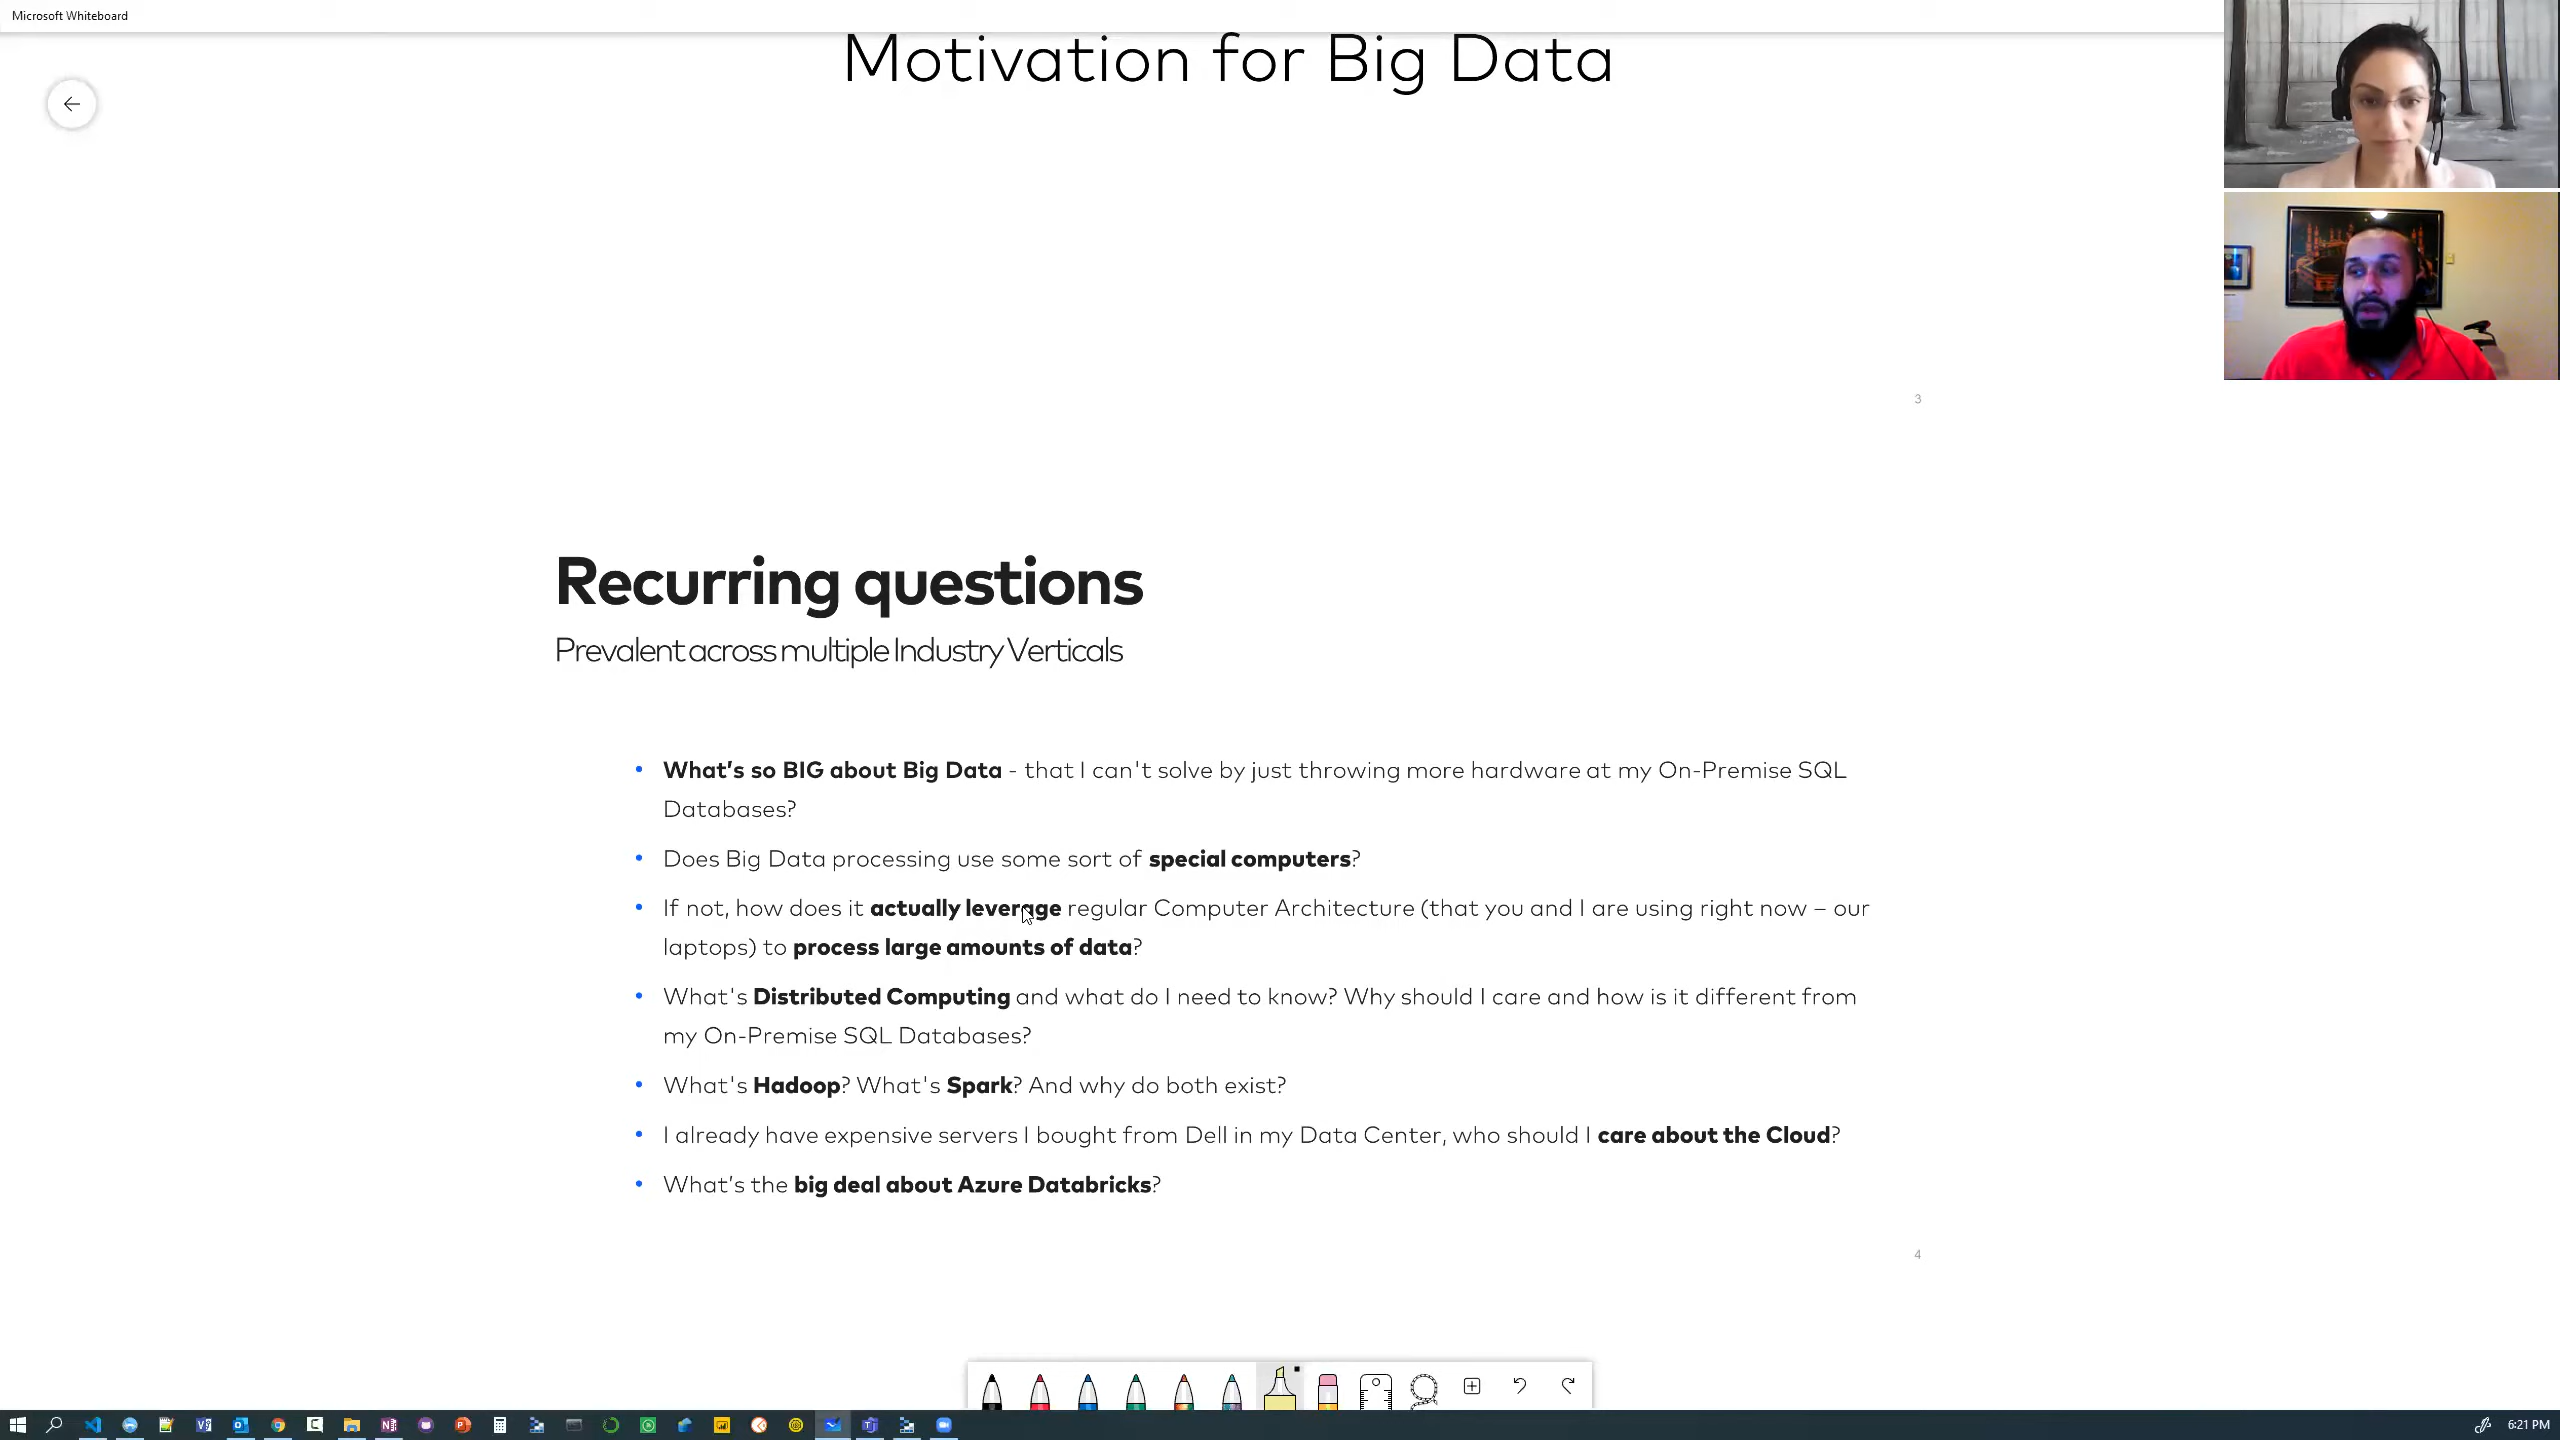 Microsoft Whiteboard
Motivation for Big Data
3
Recurring questions
Prevalent across multiple Industry Verticals
• What's so BIG about Big Data - that I can't solve by just throwing more hardware at my On-Premise SQL
Databases?
• Does Big Data processing use some sort of special computers?
• If not, how does it actually leverage regular Computer Architecture (that you and I are using right now – our
laptops) to process large amounts of data?
• What's Distributed Computing and what do I need to know? Why should I care and how is it different from
my On-Premise SQL Databases?
• What's Hadoop? What's Spark? And why do both exist?
• I already have expensive servers I bought from Dell in my Data Center, who should I care about the Cloud?
• What's the big deal about Azure Databricks?
4
6:21 PM